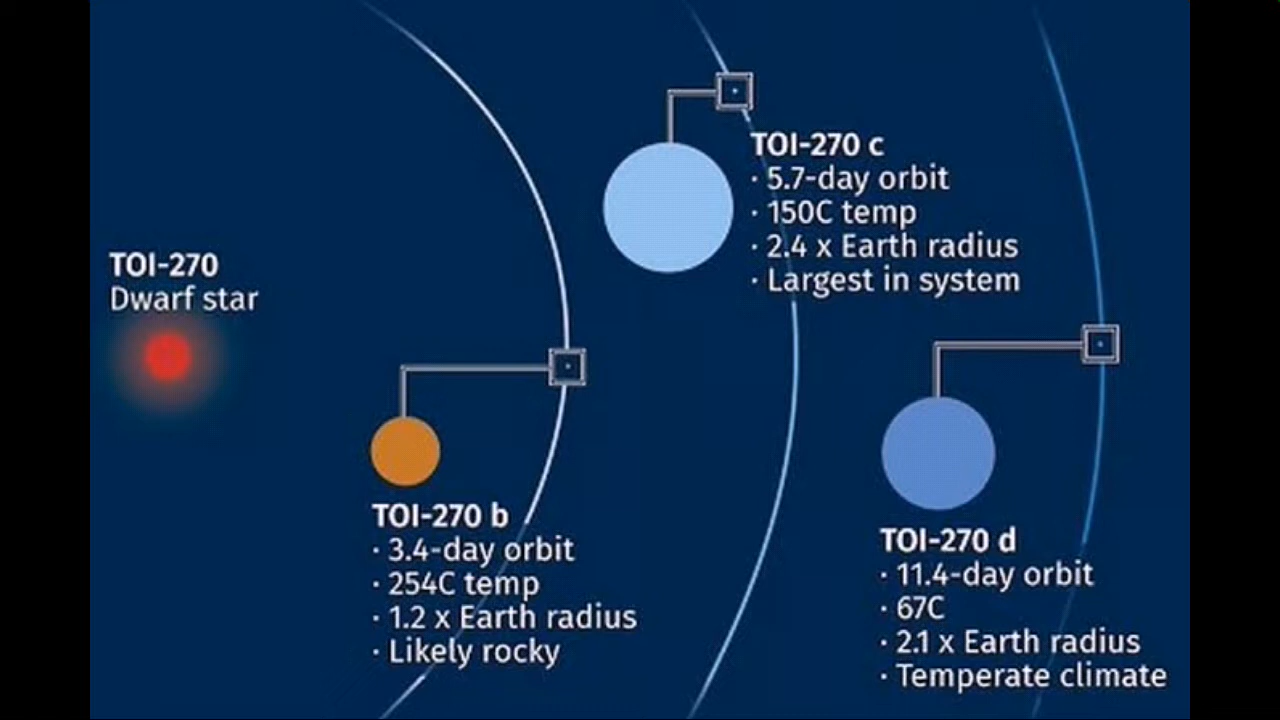 TOI-270
Dwarf star
TOI-270 b
· 3.4-day orbit
· 254C temp
· 1.2 x Earth radius
· Likely rocky
TOI-270 c
· 5.7-day orbit
· 150C temp
· 2.4 x Earth radius
· Largest in system
TOI-270 d
· 11.4-day orbit
· 67C
· 2.1 x Earth radius
· Temperate climate